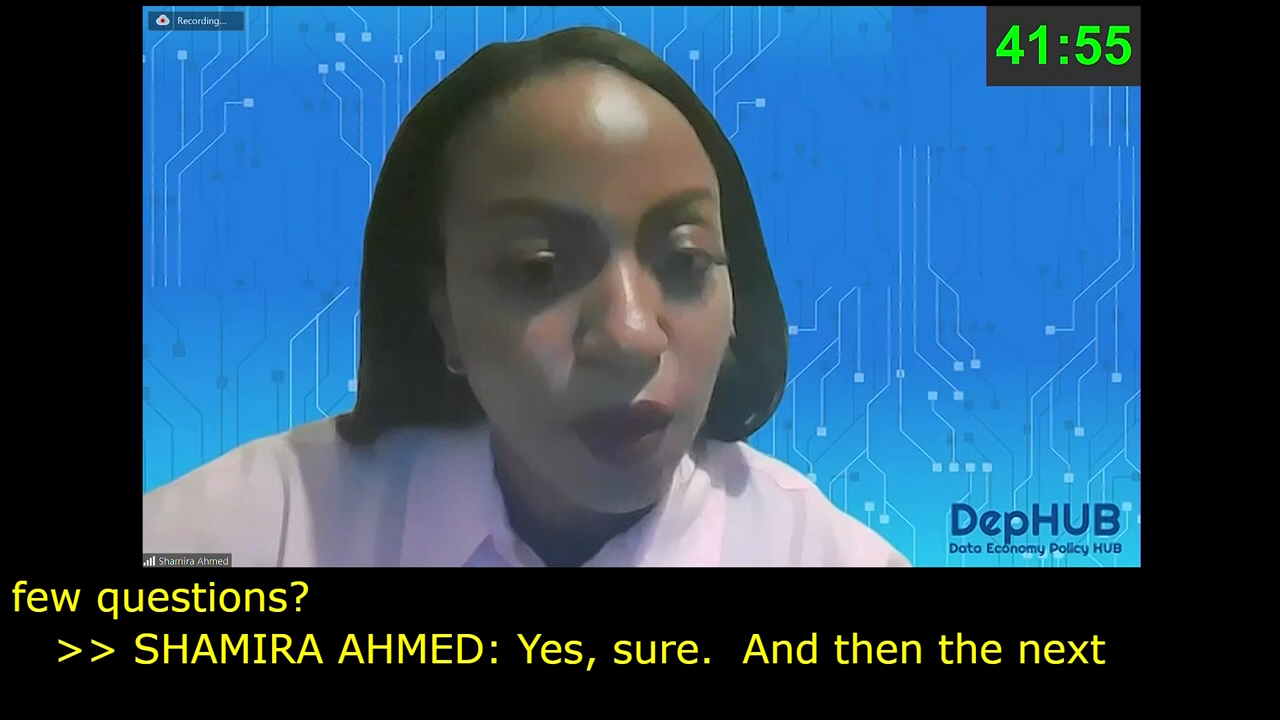 Recording...
41:55
DepHUB
Data Economy Policy HUB
Shamira Ahmed
few questions?
>> SHAMIRA AHMED: Yes, sure.  And then the next